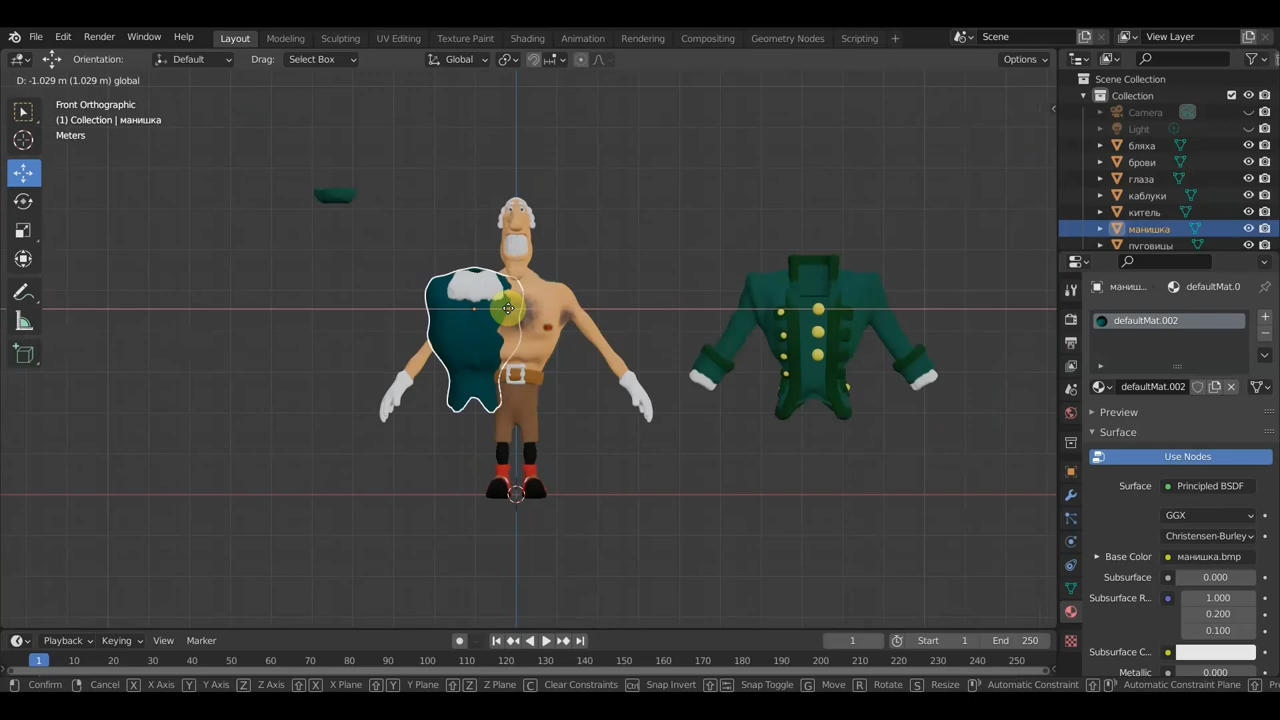 File Edit Render Window Help Layout Modeling Sculpting UV Editing Texture Paint Shading Animation Rendering Compositing Geometry Nodes Scripting + Scene View Layer
Orientation: Default Drag: Select Box Global Options
D: -1.029 m (1.029 m) global
Front Orthographic
(1) Collection | манишка
Meters
Scene Collection
Collection
Camera
Light
бляха
брови
глаза
каблуки
китель
манишка
пуговицы
маниш... defaultMat.0
defaultMat.002
defaultMat.002
Preview
Surface
Use Nodes
Surface Principled BSDF
GGX
Christensen-Burley
Base Color манишка.bmp
Subsurface 0.000
Subsurface R... 1.000
0.200
0.100
Subsurface C...
Metallic 0.000
Playback Keying View Marker 1 Start 1 End 250
1 10 20 30 40 50 60 70 80 90 100 110 120 130 140 150 160 170 180 190 200 210 220 230 240 250
Confirm Cancel X X Axis Y Y Axis Z Z Axis X X Plane Y Y Plane Z Z Plane C Clear Constraints Ctrl Snap Invert Snap Toggle G Move R Rotate S Resize Automatic Constraint Automatic Constraint Plane